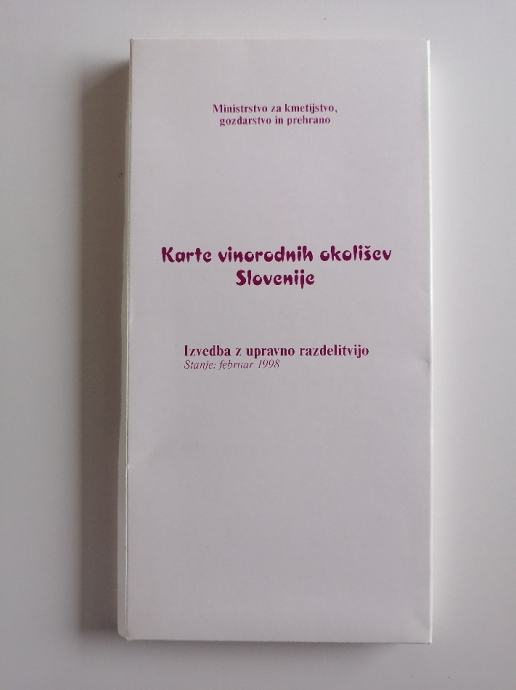 Ministrstvo za kmetijstvo,
gozdarstvo in prehrano
Karte vinorodnih okolišev
Slovenije
Izvedba z upravno razdelitvijo
Stanje: februar 1998